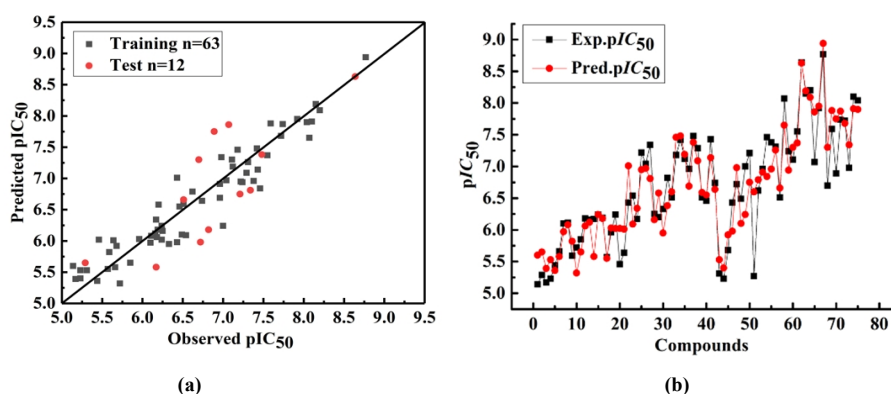 9.5
9.0
8.5
8.0
7.5
7.0
6.5
6.0
5.5
5.0
Predicted pIC50
Training n=63
Test n=12
5.0 5.5 6.0 6.5 7.0 7.5 8.0 8.5 9.0 9.5
Observed pIC50
(a)
9.0
8.5
8.0
7.5
7.0
6.5
6.0
5.5
5.0
pIC50
Exp.pIC50
Pred.pIC50
0 10 20 30 40 50 60 70 80
Compounds
(b)